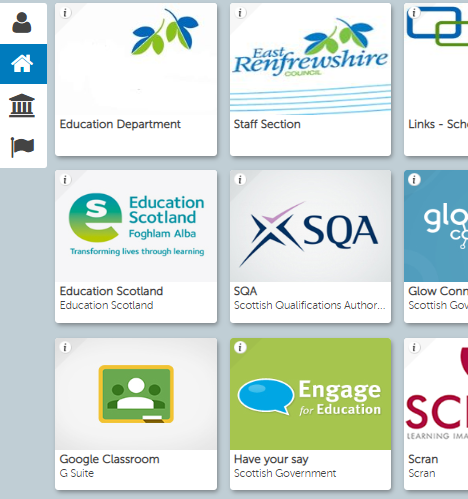 i
i
i
East
Renfrewshire
COUNCIL
Education Department
Staff Section
Links - Sch
i
i
i
Education
Scotland
Foghlam Alba
Transforming lives through learning
SQA
glo
co
Education Scotland
Education Scotland
SQA
Scottish Qualifications Author...
Glow Conn
Scottish Gov
i
i
i
Engage
for Education
SC
LEARNING IMA
Google Classroom
G Suite
Have your say
Scottish Government
Scran
Scran